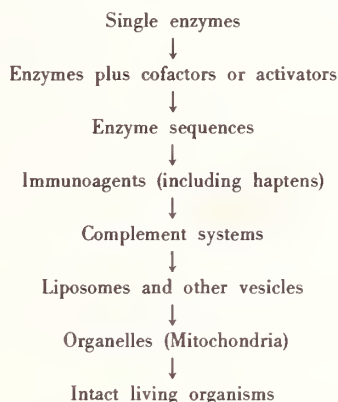 Single enzymes
Enzymes plus cofactors or activators
Enzyme sequences
Immunoagents (including haptens)
Complement systems
Liposomes and other vesicles
Organelles (Mitochondria)
Intact living organisms